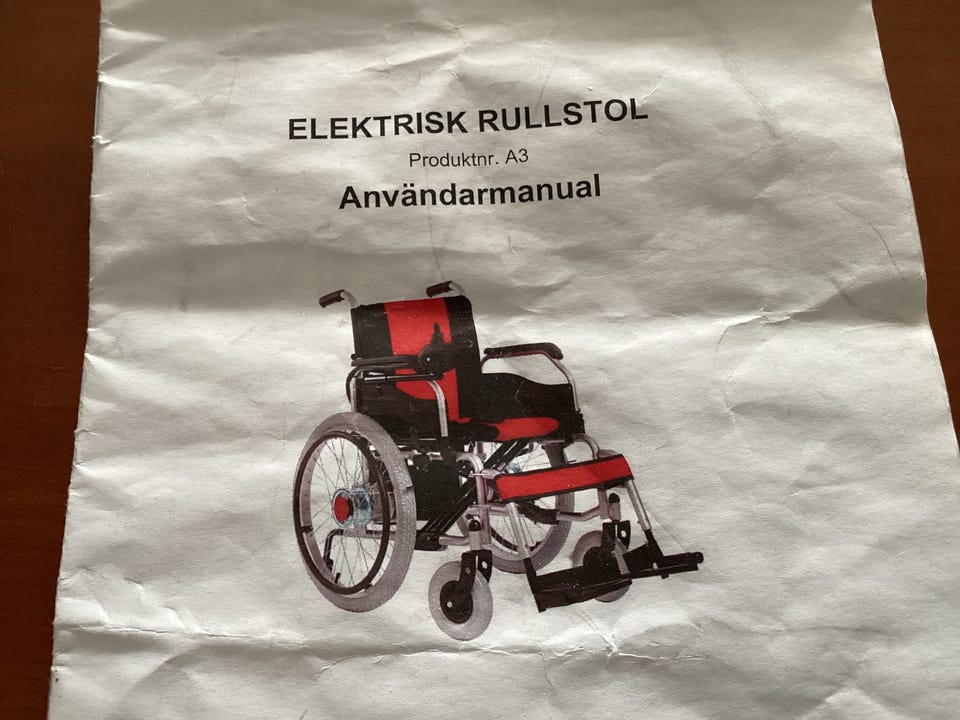 ELEKTRISK RULLSTOL
Produktnr. A3
Användarmanual